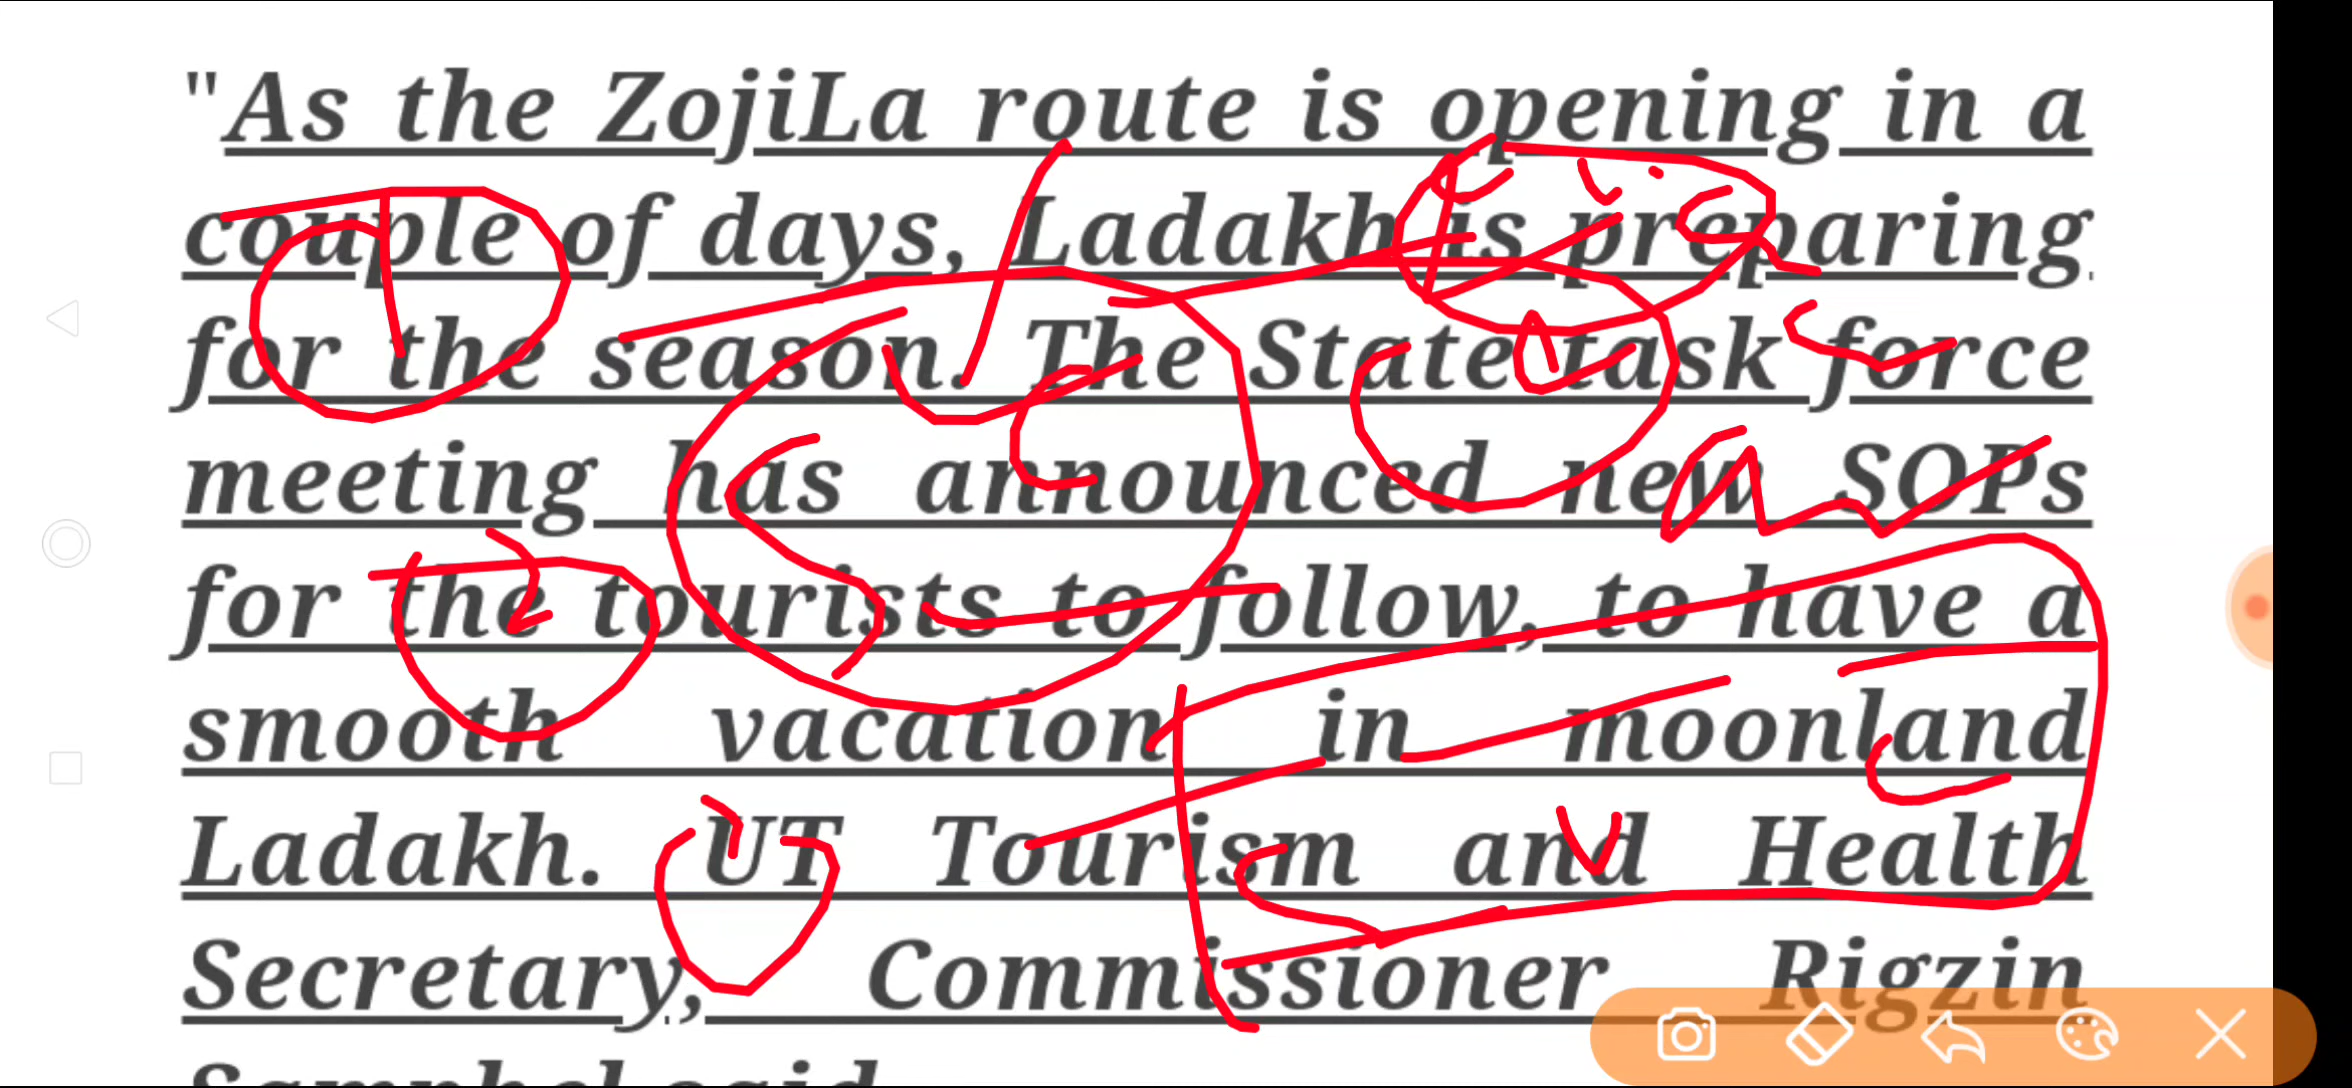 "As the ZojiLa route is opening in a
couple of days, Ladakh is preparing
for the season. The State task force
meeting has announced new SOPs
for the tourists to follow, to have a
smooth vacation in moonland
Ladakh. UT Tourism and Health
Secretary, Commissioner Rigzin
Samphel said